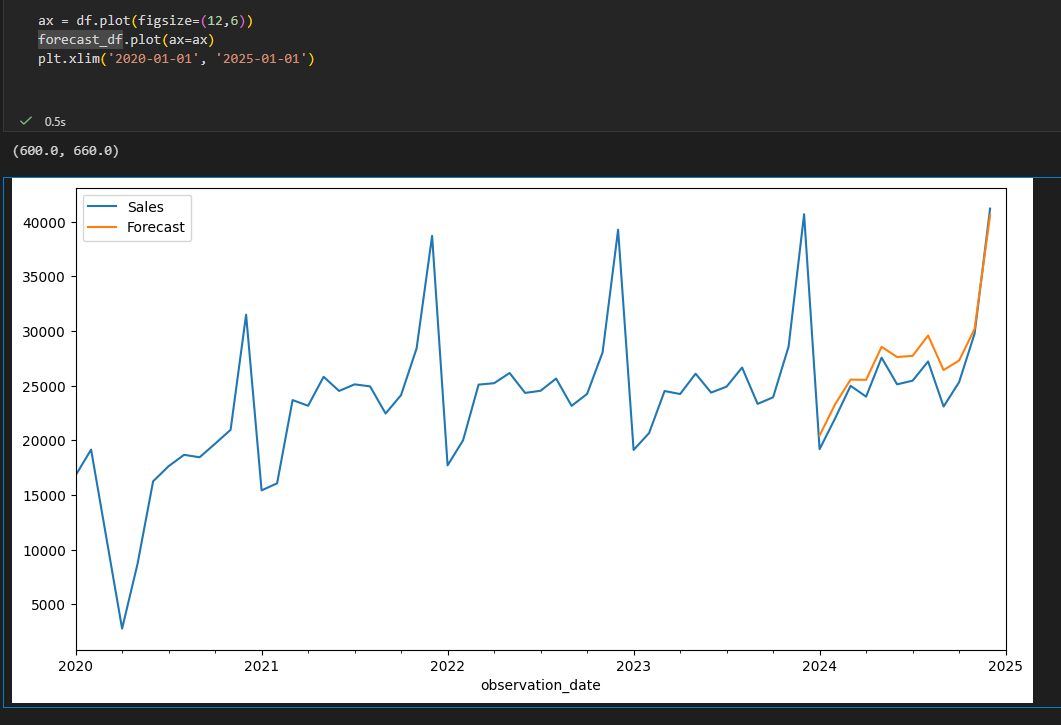 ax = df.plot(figsize=(12,6))
forecast_df.plot(ax=ax)
plt.xlim('2020-01-01', '2025-01-01')
0.5s
(600.0, 660.0)
Sales
Forecast
40000
35000
30000
25000
20000
15000
10000
5000
2020 2021 2022 2023 2024 2025
observation_date